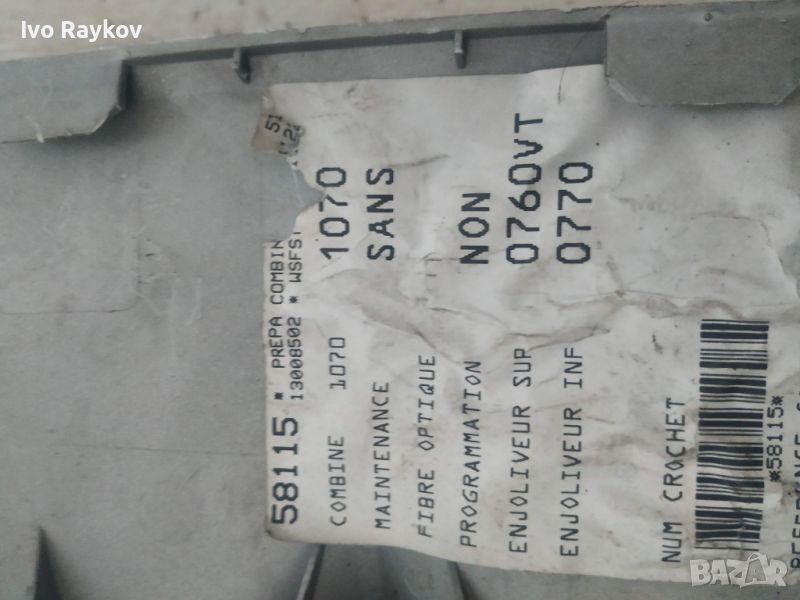 Ivo Raykov
58115 * PREPA COMBIN
13008502 * WSFS
COMBINE 1070 1070
MAINTENANCE SANS
FIBRE OPTIQUE
PROGRAMMATION NON
ENJOLIVEUR SUP 0760VT
ENJOLIVEUR INF 0770
NUM CROCHET
*58115*
BAZAR